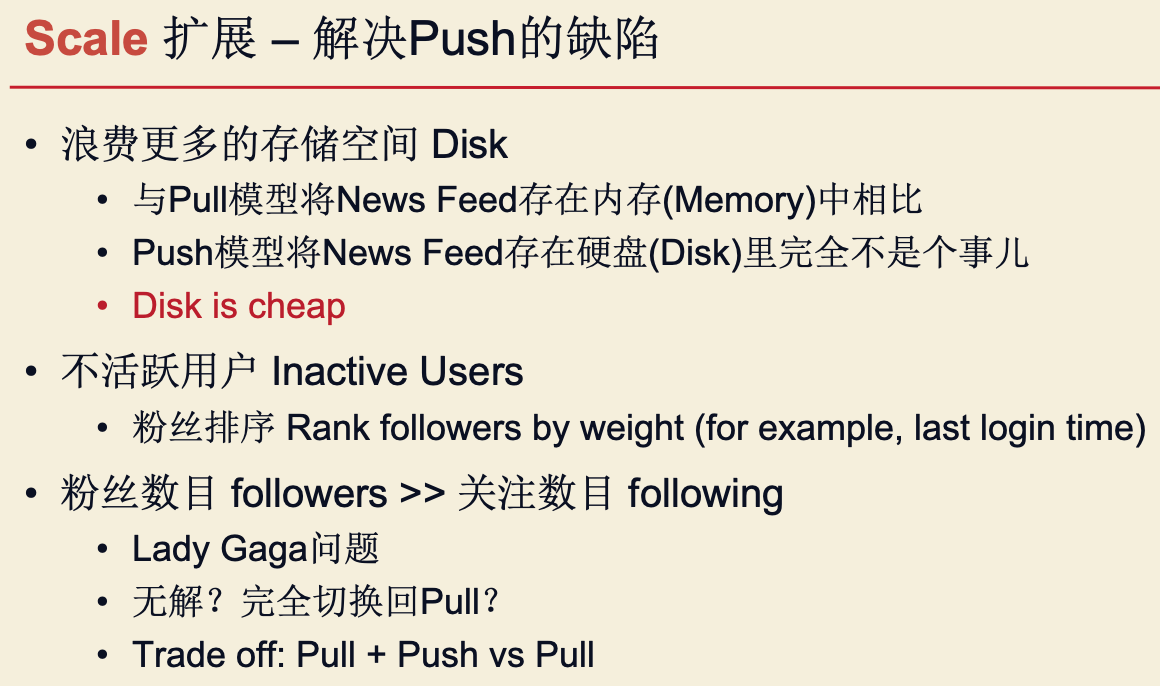 Scale 扩展 – 解决Push的缺陷
• 浪费更多的存储空间 Disk
• 与Pull模型将News Feed存在内存(Memory)中相比
• Push模型将News Feed存在硬盘(Disk)里完全不是个事儿
• Disk is cheap
• 不活跃用户 Inactive Users
• 粉丝排序 Rank followers by weight (for example, last login time)
• 粉丝数目 followers >> 关注数目 following
• Lady Gaga问题
• 无解？完全切换回Pull？
• Trade off: Pull + Push vs Pull